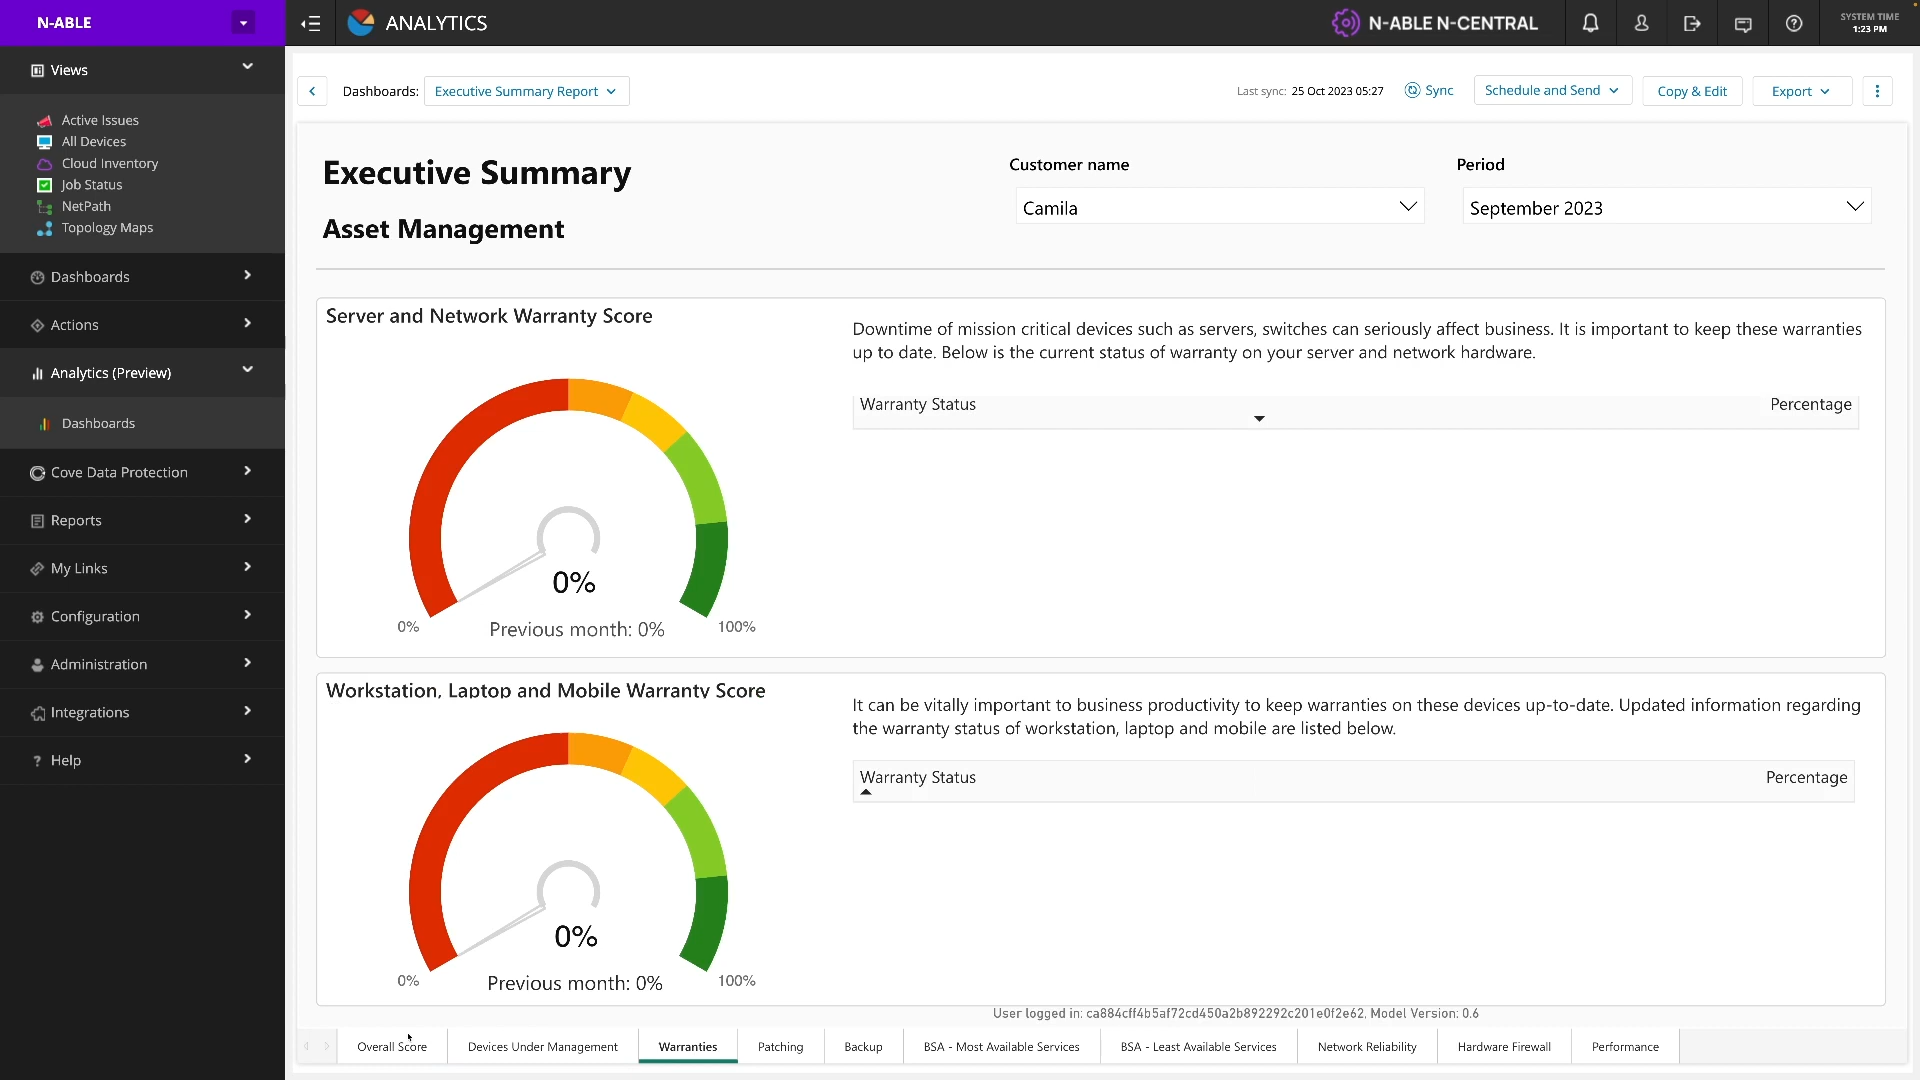 N-ABLE
ANALYTICS
N-ABLE N-CENTRAL
SYSTEM TIME
1:23 PM
Views
Active Issues
All Devices
Cloud Inventory
Job Status
NetPath
Topology Maps
Dashboards
Actions
Analytics (Preview)
Dashboards
Cove Data Protection
Reports
My Links
Configuration
Administration
Integrations
Help
Dashboards: Executive Summary Report
Last sync: 25 Oct 2023 05:27 Sync Schedule and Send Copy & Edit Export
Executive Summary
Asset Management
Customer name
Camila
Period
September 2023
Server and Network Warranty Score
0%
0%
100%
Previous month: 0%
Downtime of mission critical devices such as servers, switches can seriously affect business. It is important to keep these warranties
up to date. Below is the current status of warranty on your server and network hardware.
Warranty Status Percentage
Workstation, Laptop and Mobile Warranty Score
0%
0%
100%
Previous month: 0%
It can be vitally important to business productivity to keep warranties on these devices up-to-date. Updated information regarding
the warranty status of workstation, laptop and mobile are listed below.
Warranty Status Percentage
User logged in: ca884cff4b5af72cd450a2b892292c201e0f2e62, Model Version: 0.6
Overall Score Devices Under Management Warranties Patching Backup BSA - Most Available Services BSA - Least Available Services Network Reliability Hardware Firewall Performance